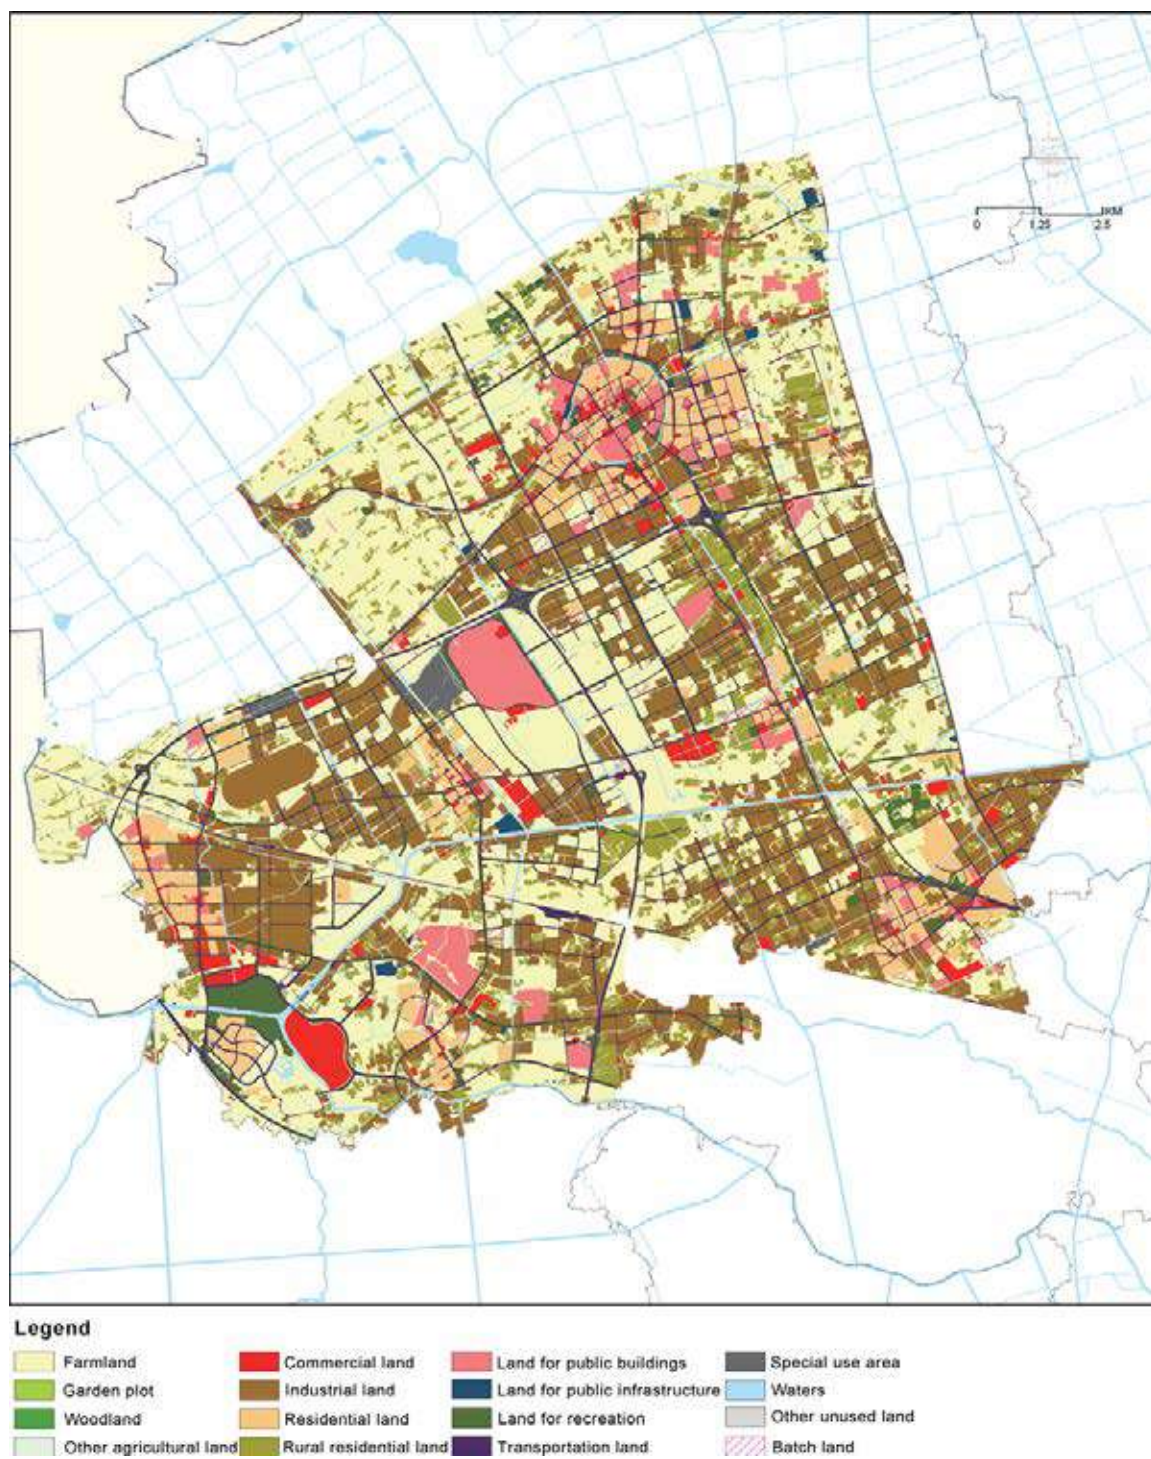 KM
0 1.25 2.5
Legend
Farmland Commercial land Land for public buildings Special use area
Garden plot Industrial land Land for public infrastructure Waters
Woodland Residential land Land for recreation Other unused land
Other agricultural land Rural residential land Transportation land Batch land